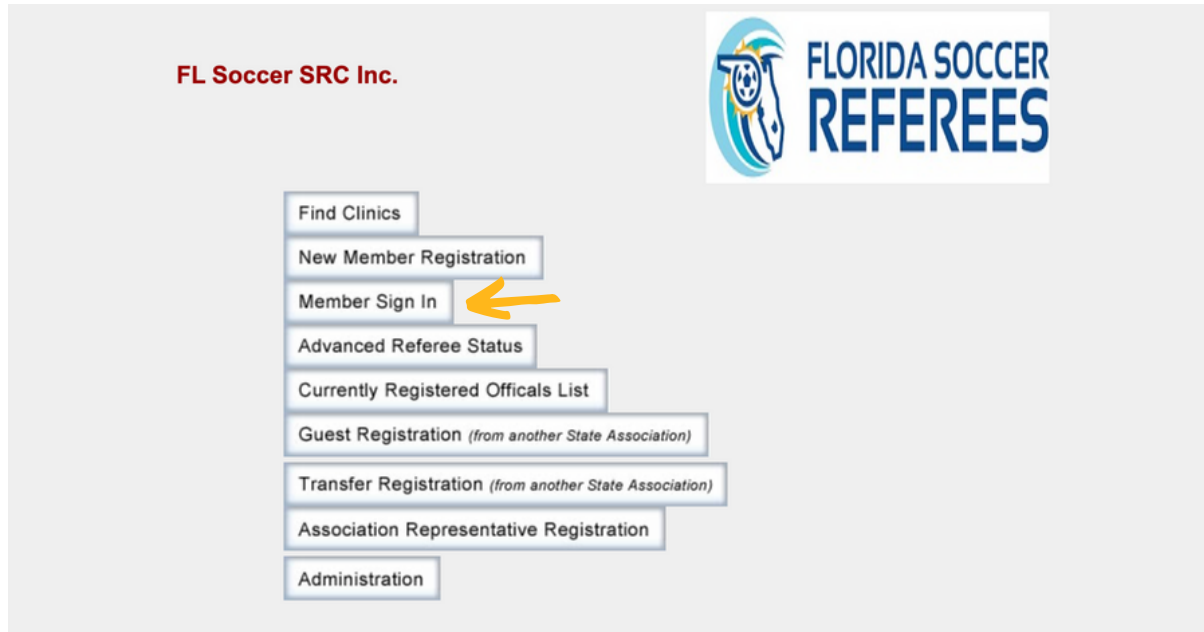 FL Soccer SRC Inc.
FLORIDA SOCCER
REFEREES
Find Clinics
New Member Registration
Member Sign In
Advanced Referee Status
Currently Registered Officals List
Guest Registration (from another State Association)
Transfer Registration (from another State Association)
Association Representative Registration
Administration